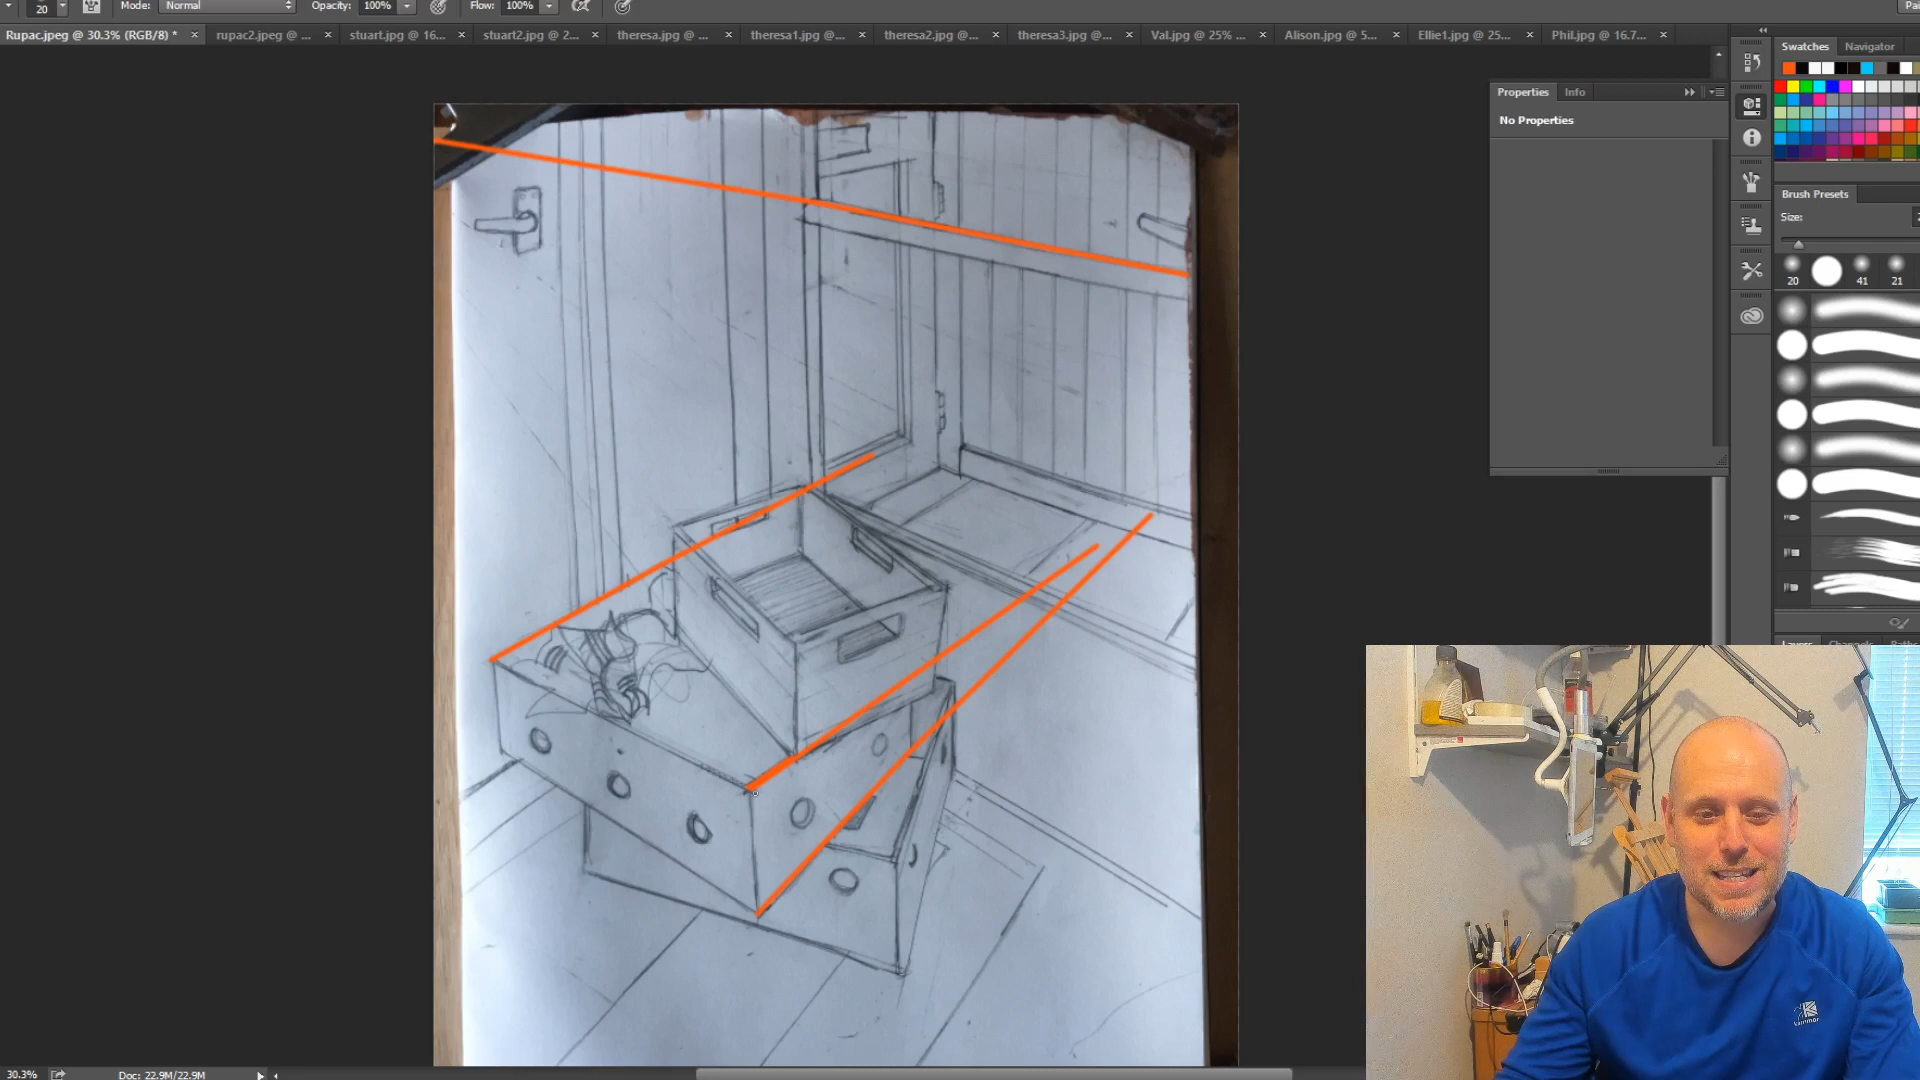 20 Mode: Normal Opacity: 100% Flow: 100%
Rupac.jpeg @ 30.3% (RGB/8) * rupac2.jpeg @ ... stuart.jpg @ 16... stuart2.jpg @ 2... theresa.jpg @ ... theresa1.jpg @... theresa2.jpg @... theresa3.jpg @... Val.jpg @ 25% ... Alison.jpg @ 5... Ellie1.jpg @ 25... Phil.jpg @ 16.7...
Swatches Navigator
Properties Info
No Properties
Brush Presets
Size:
20 41 21
30.3% Doc: 22.9M/22.9M